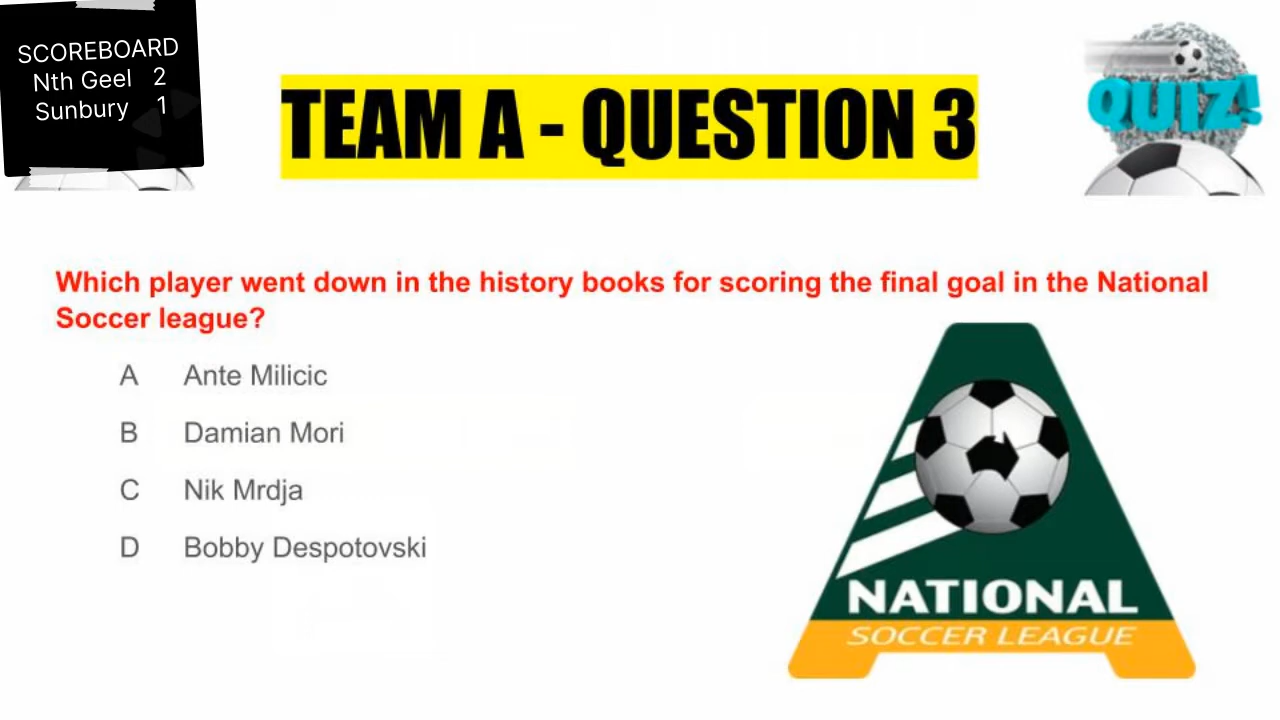 SCOREBOARD
Nth Geel 2
Sunbury 1
TEAM A - QUESTION 3
QUIZ!
Which player went down in the history books for scoring the final goal in the National
Soccer league?
A Ante Milicic
B Damian Mori
C Nik Mrdja
D Bobby Despotovski
NATIONAL
SOCCER LEAGUE